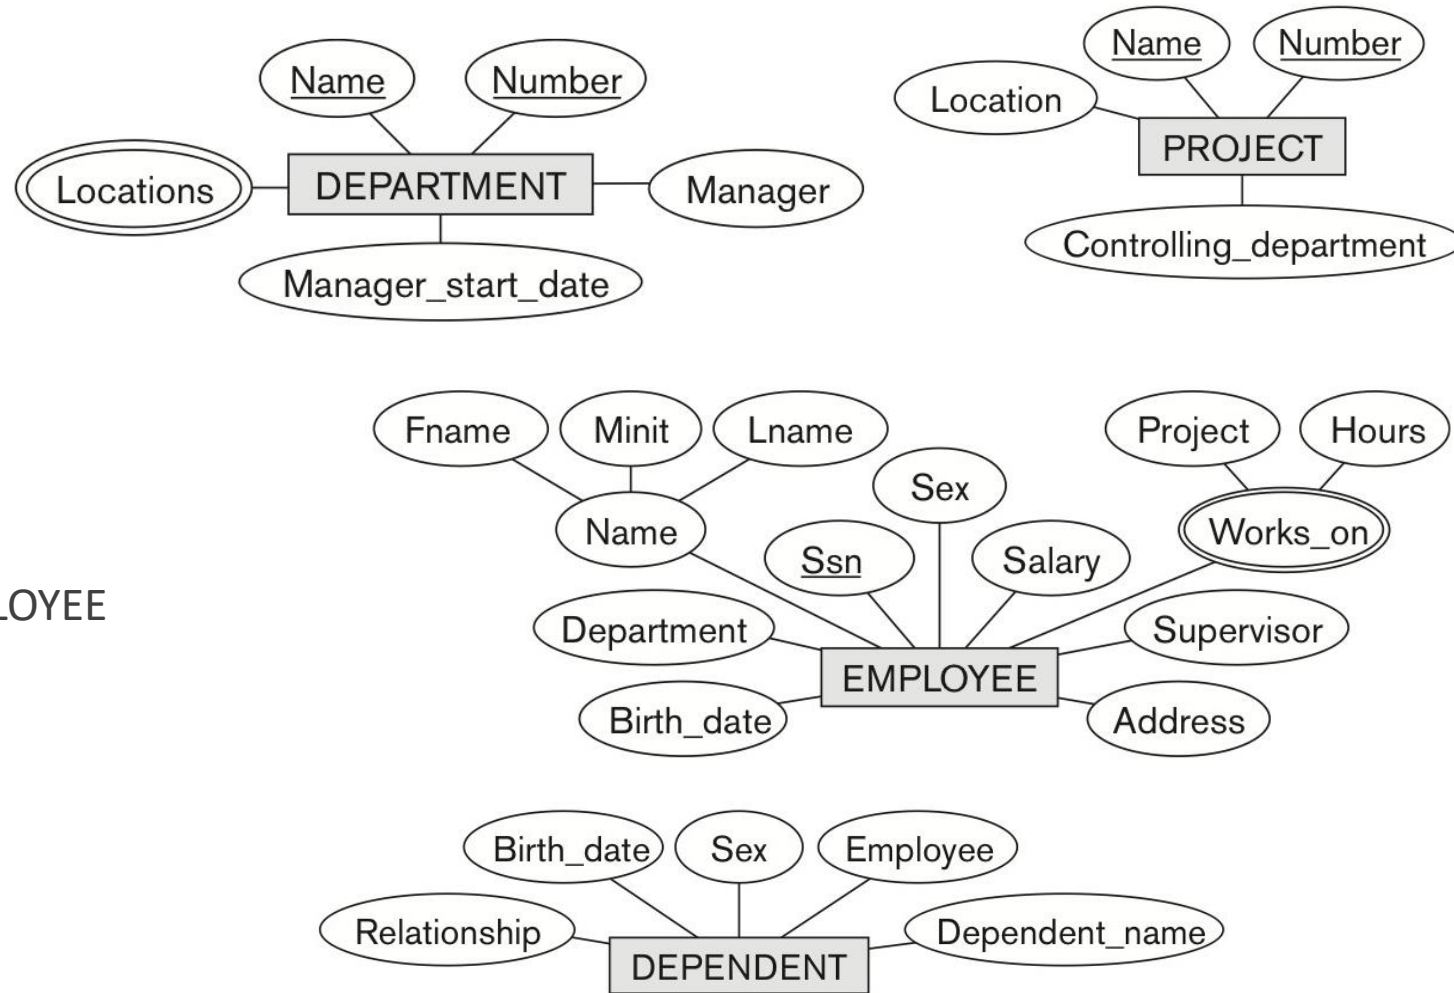 Name
Number
Locations
DEPARTMENT
Manager
Manager_start_date
Name
Number
Location
PROJECT
Controlling_department
Fname
Minit
Lname
Name
Sex
Ssn
Salary
Project
Hours
Works_on
Department
Supervisor
EMPLOYEE
Birth_date
Address
LOYEE
Birth_date
Sex
Employee
Relationship
Dependent_name
DEPENDENT